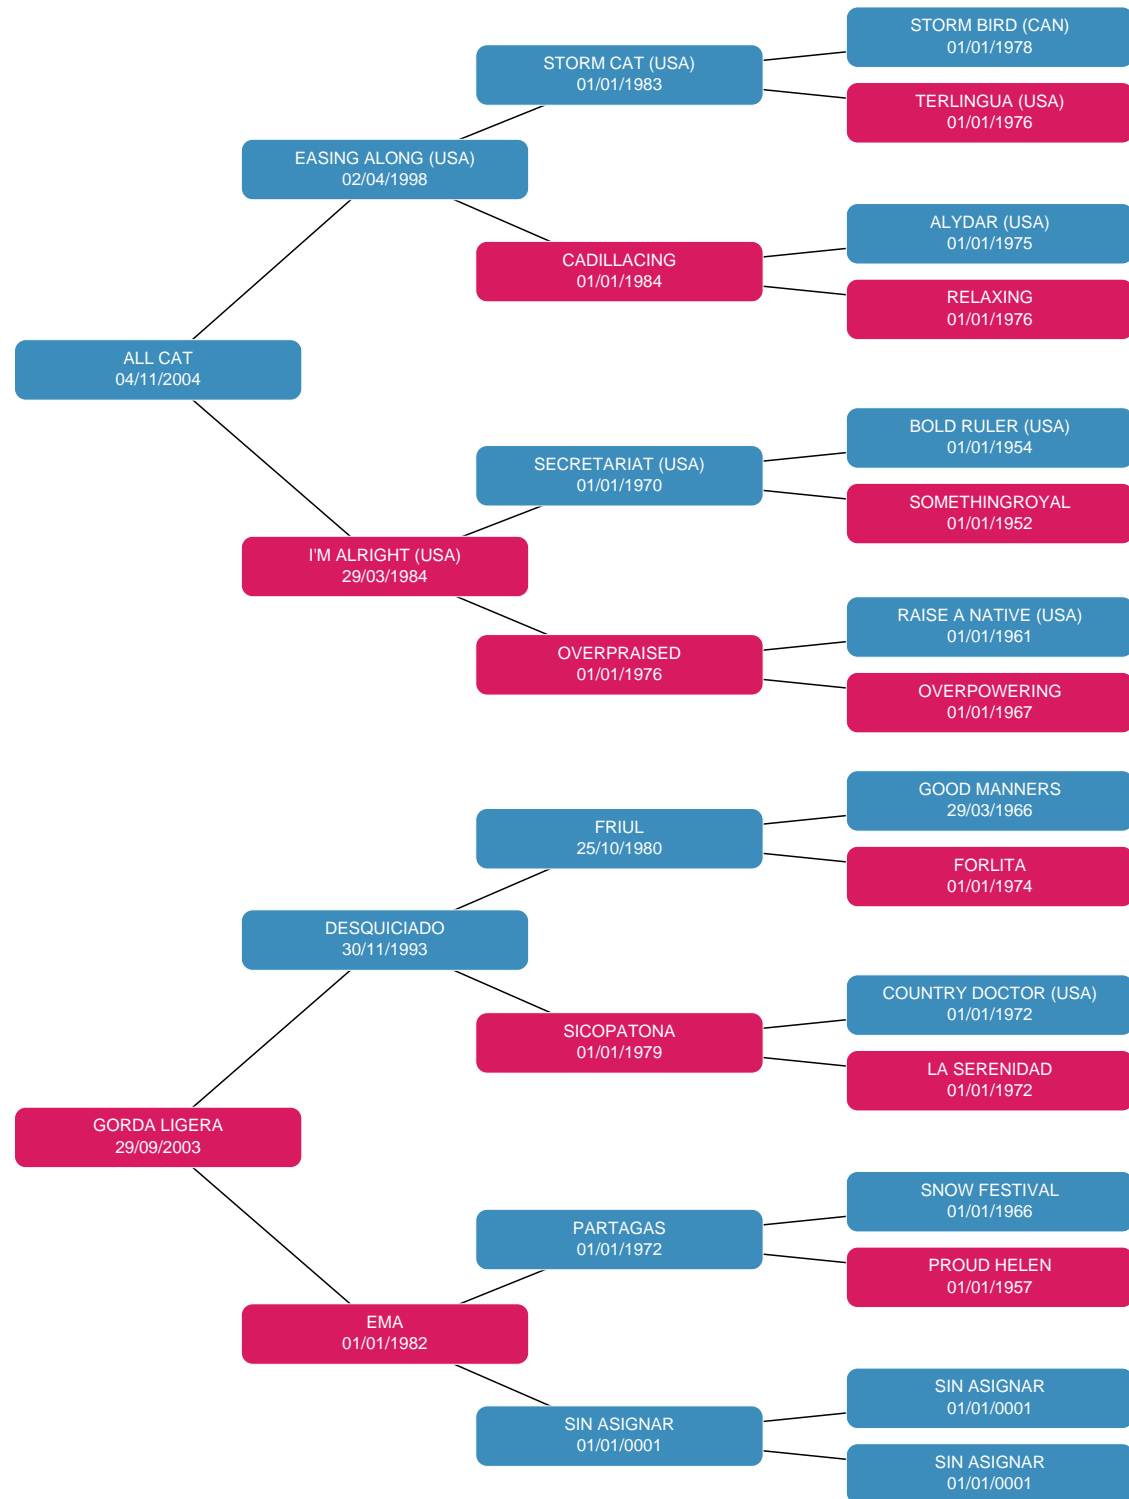 STORM BIRD (CAN)
01/01/1978
STORM CAT (USA)
01/01/1983
TERLINGUA (USA)
01/01/1976
EASING ALONG (USA)
02/04/1998
ALYDAR (USA)
01/01/1975
CADILLACING
01/01/1984
RELAXING
01/01/1976
ALL CAT
04/11/2004
BOLD RULER (USA)
01/01/1954
SECRETARIAT (USA)
01/01/1970
SOMETHINGROYAL
01/01/1952
I'M ALRIGHT (USA)
29/03/1984
RAISE A NATIVE (USA)
01/01/1961
OVERPRAISED
01/01/1976
OVERPOWERING
01/01/1967
GOOD MANNERS
29/03/1966
FRIUL
25/10/1980
FORLITA
01/01/1974
DESQUICIADO
30/11/1993
COUNTRY DOCTOR (USA)
01/01/1972
SICOPATONA
01/01/1979
LA SERENIDAD
01/01/1972
GORDA LIGERA
29/09/2003
SNOW FESTIVAL
01/01/1966
PARTAGAS
01/01/1972
PROUD HELEN
01/01/1957
EMA
01/01/1982
SIN ASIGNAR
01/01/0001
SIN ASIGNAR
01/01/0001
SIN ASIGNAR
01/01/0001